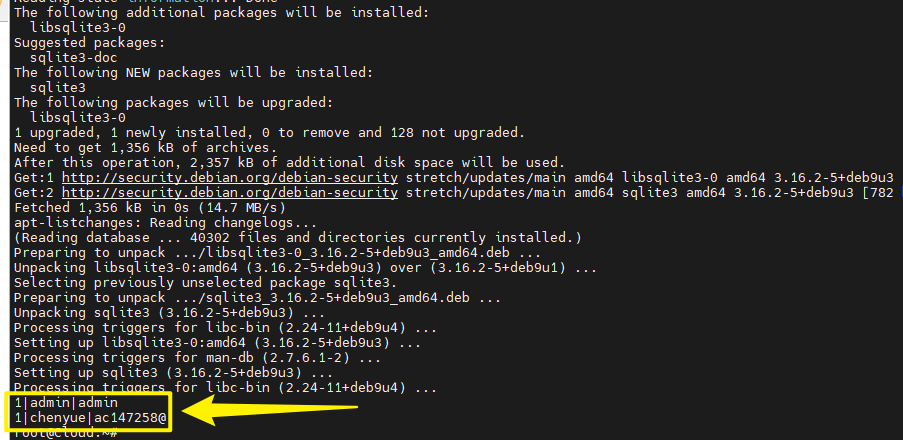 Reading state information... Done
The following additional packages will be installed:
  libsqlite3-0
Suggested packages:
  sqlite3-doc
The following NEW packages will be installed:
  sqlite3
The following packages will be upgraded:
  libsqlite3-0
1 upgraded, 1 newly installed, 0 to remove and 128 not upgraded.
Need to get 1,356 kB of archives.
After this operation, 2,357 kB of additional disk space will be used.
Get:1 http://security.debian.org/debian-security stretch/updates/main amd64 libsqlite3-0 amd64 3.16.2-5+deb9u3
Get:2 http://security.debian.org/debian-security stretch/updates/main amd64 sqlite3 amd64 3.16.2-5+deb9u3 [782
Fetched 1,356 kB in 0s (14.7 MB/s)
apt-listchanges: Reading changelogs...
(Reading database ... 40302 files and directories currently installed.)
Preparing to unpack .../libsqlite3-0_3.16.2-5+deb9u3_amd64.deb ...
Unpacking libsqlite3-0:amd64 (3.16.2-5+deb9u3) over (3.16.2-5+deb9u1) ...
Selecting previously unselected package sqlite3.
Preparing to unpack .../sqlite3_3.16.2-5+deb9u3_amd64.deb ...
Unpacking sqlite3 (3.16.2-5+deb9u3) ...
Processing triggers for libc-bin (2.24-11+deb9u4) ...
Setting up libsqlite3-0:amd64 (3.16.2-5+deb9u3) ...
Processing triggers for man-db (2.7.6.1-2) ...
Setting up sqlite3 (3.16.2-5+deb9u3) ...
Processing triggers for libc-bin (2.24-11+deb9u4) ...
1|admin|admin
1|chenyue|ac147258@
root@cloud:~#